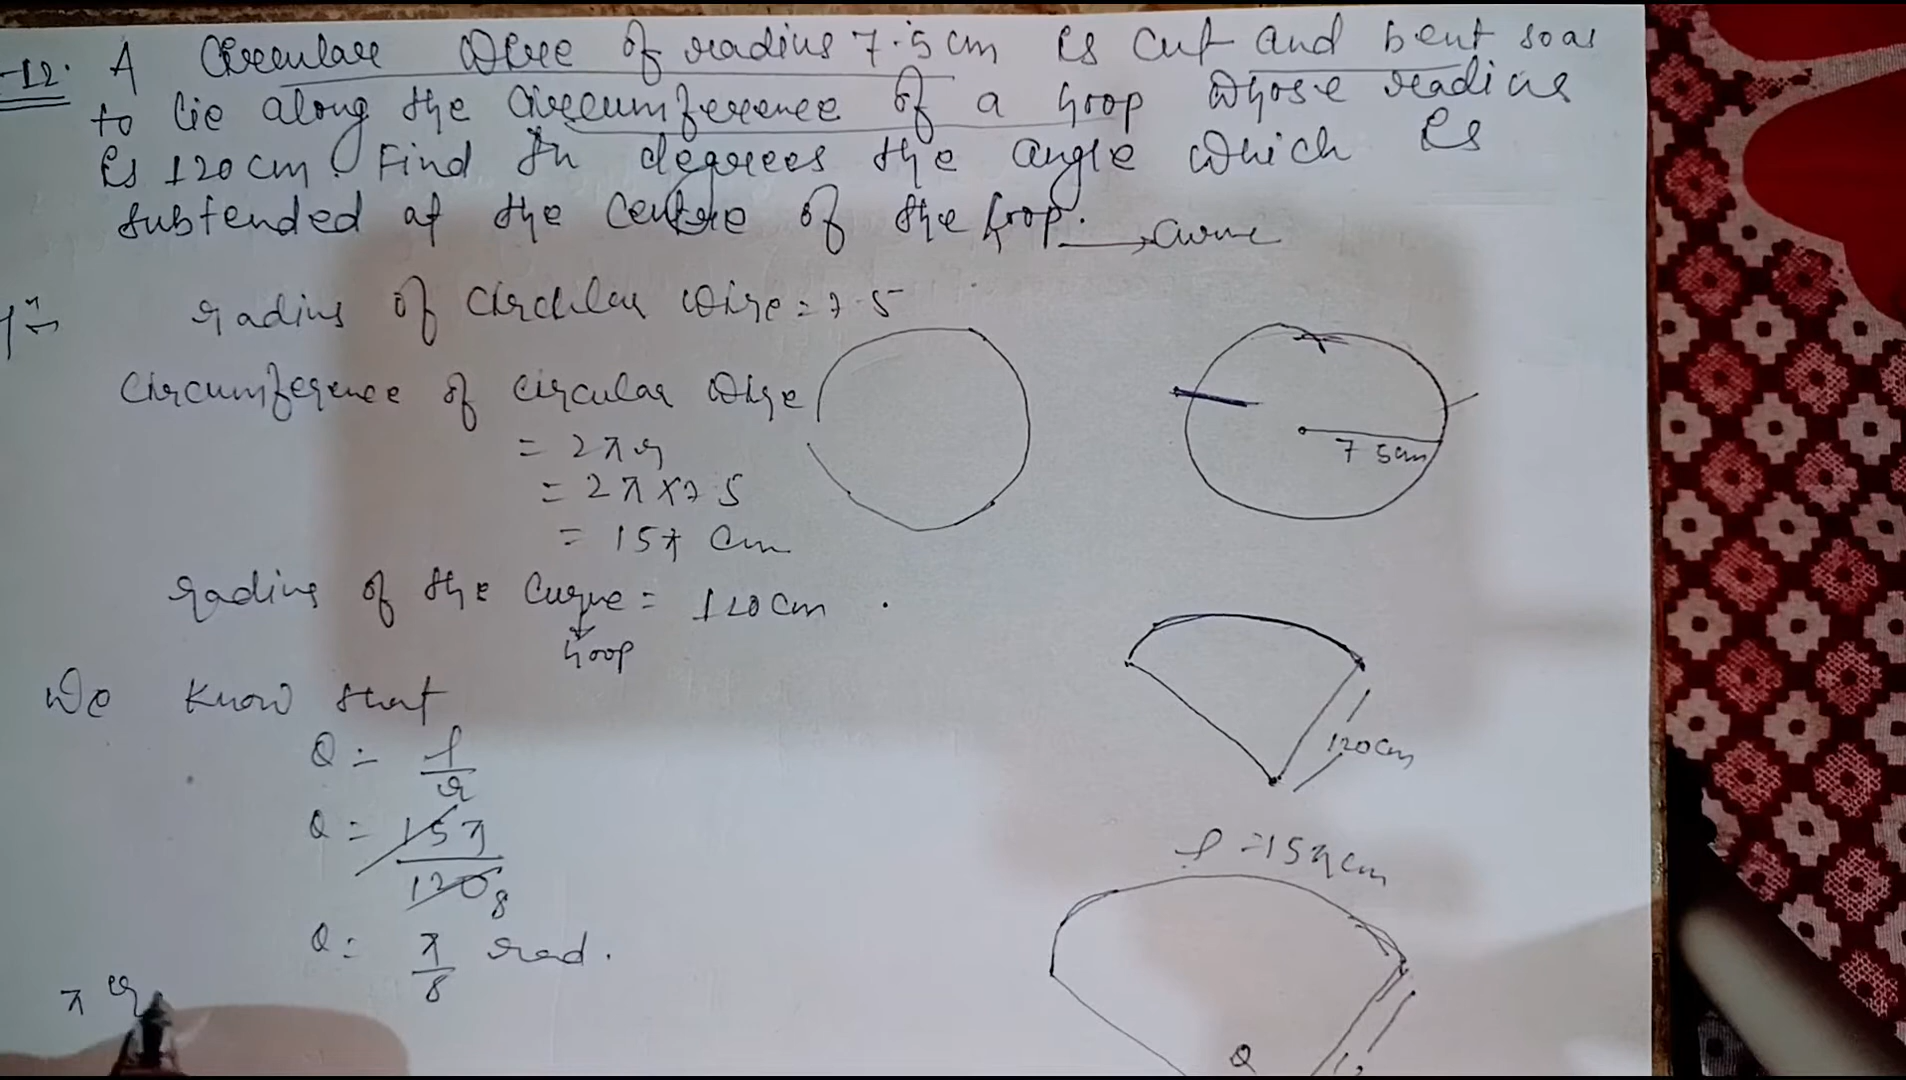 -12. A Circular Wire of radius 7.5 cm is cut and bent so as
to lie along the circumference of a hoop whose radius
is 120 cm. Find In degrees the angle which is
subtended at the centre of the hoop. → Curve
radius of circular wire = 7.5
Circumference of circular wire
= 2πr
= 2π×7.5
= 15π cm
7.5cm
radius of the curve = 120cm
hoop
We know that
120cm
θ = l/r
θ = 15π/120 8
l = 15π cm
θ = π/8 rad.
π
θ